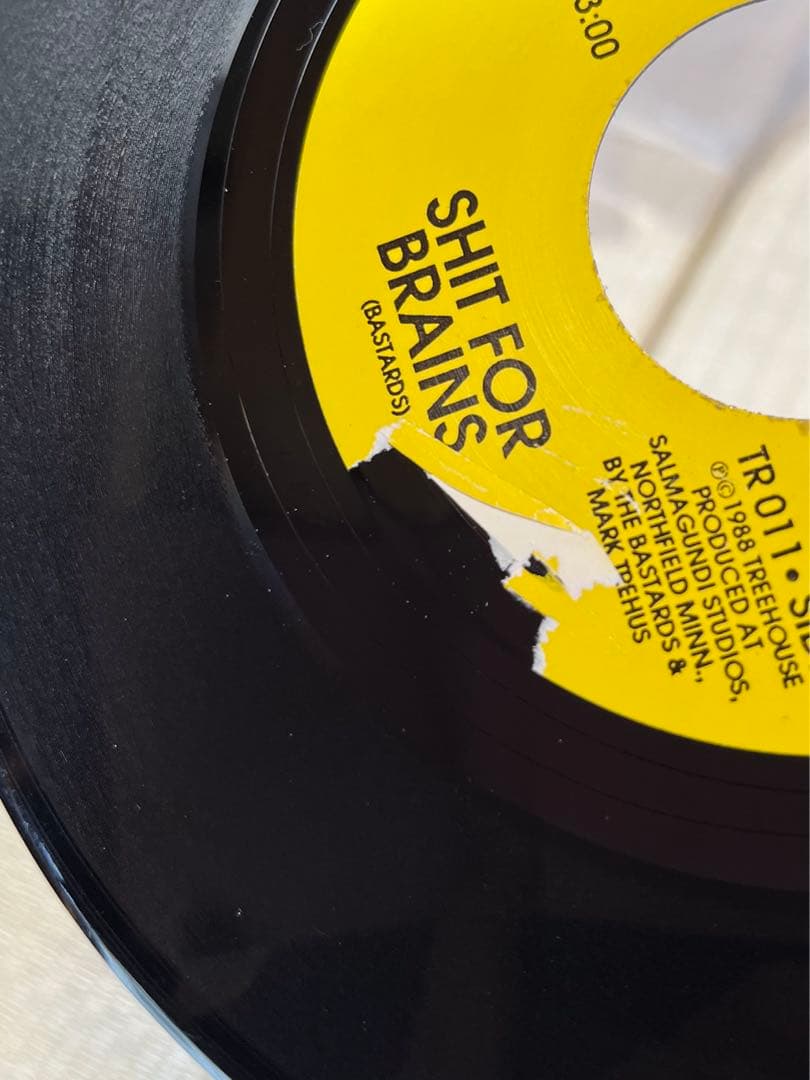 3:00
SHIT FOR
BRAINS
(BASTARDS)
TR 011 •
℗© 1988 TREEHOUSE
PRODUCED AT
SALMAGUNDI STUDIOS,
NORTHFIELD MINN.,
BY THE BASTARDS &
MARK TREHUS